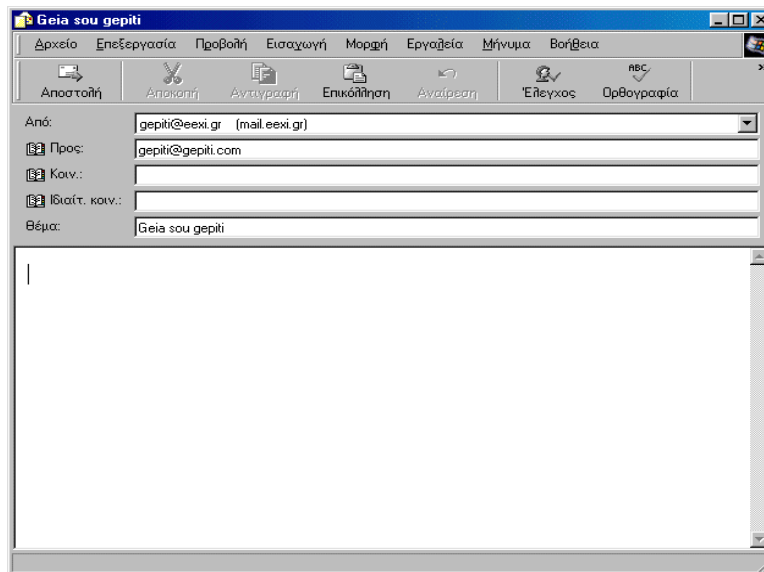 Geia sou gepiti
Αρχείο Επεξεργασία Προβολή Εισαγωγή Μορφή Εργαλεία Μήνυμα Βοήθεια
Αποστολή Αποκοπή Αντιγραφή Επικόλληση Αναίρεση Έλεγχος ABC Ορθογραφία »
Από: gepiti@eexi.gr (mail.eexi.gr)
Προς: gepiti@gepiti.com
Κοιν.:
Ιδιαίτ. κοιν.:
Θέμα: Geia sou gepiti